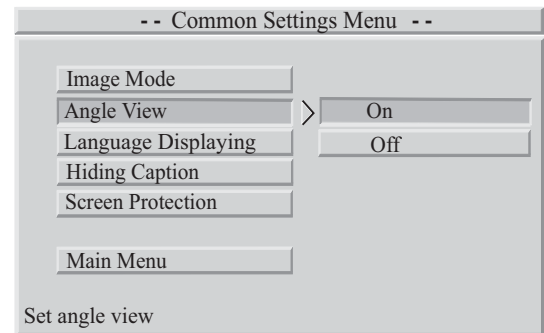 -- Common Settings Menu --
Image Mode
Angle View
On
Language Displaying
Off
Hiding Caption
Screen Protection
Main Menu
Set angle view